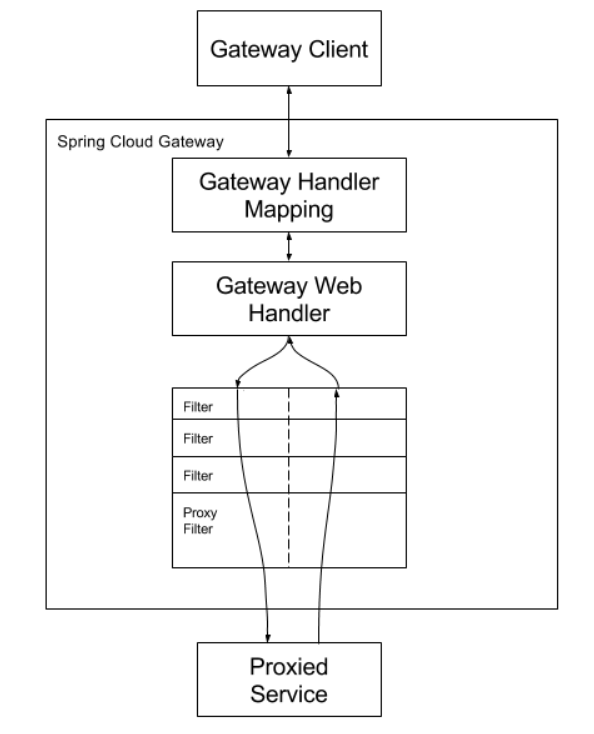 Gateway Client
Spring Cloud Gateway
Gateway Handler
Mapping
Gateway Web
Handler
Filter
Filter
Filter
Proxy
Filter
Proxied
Service